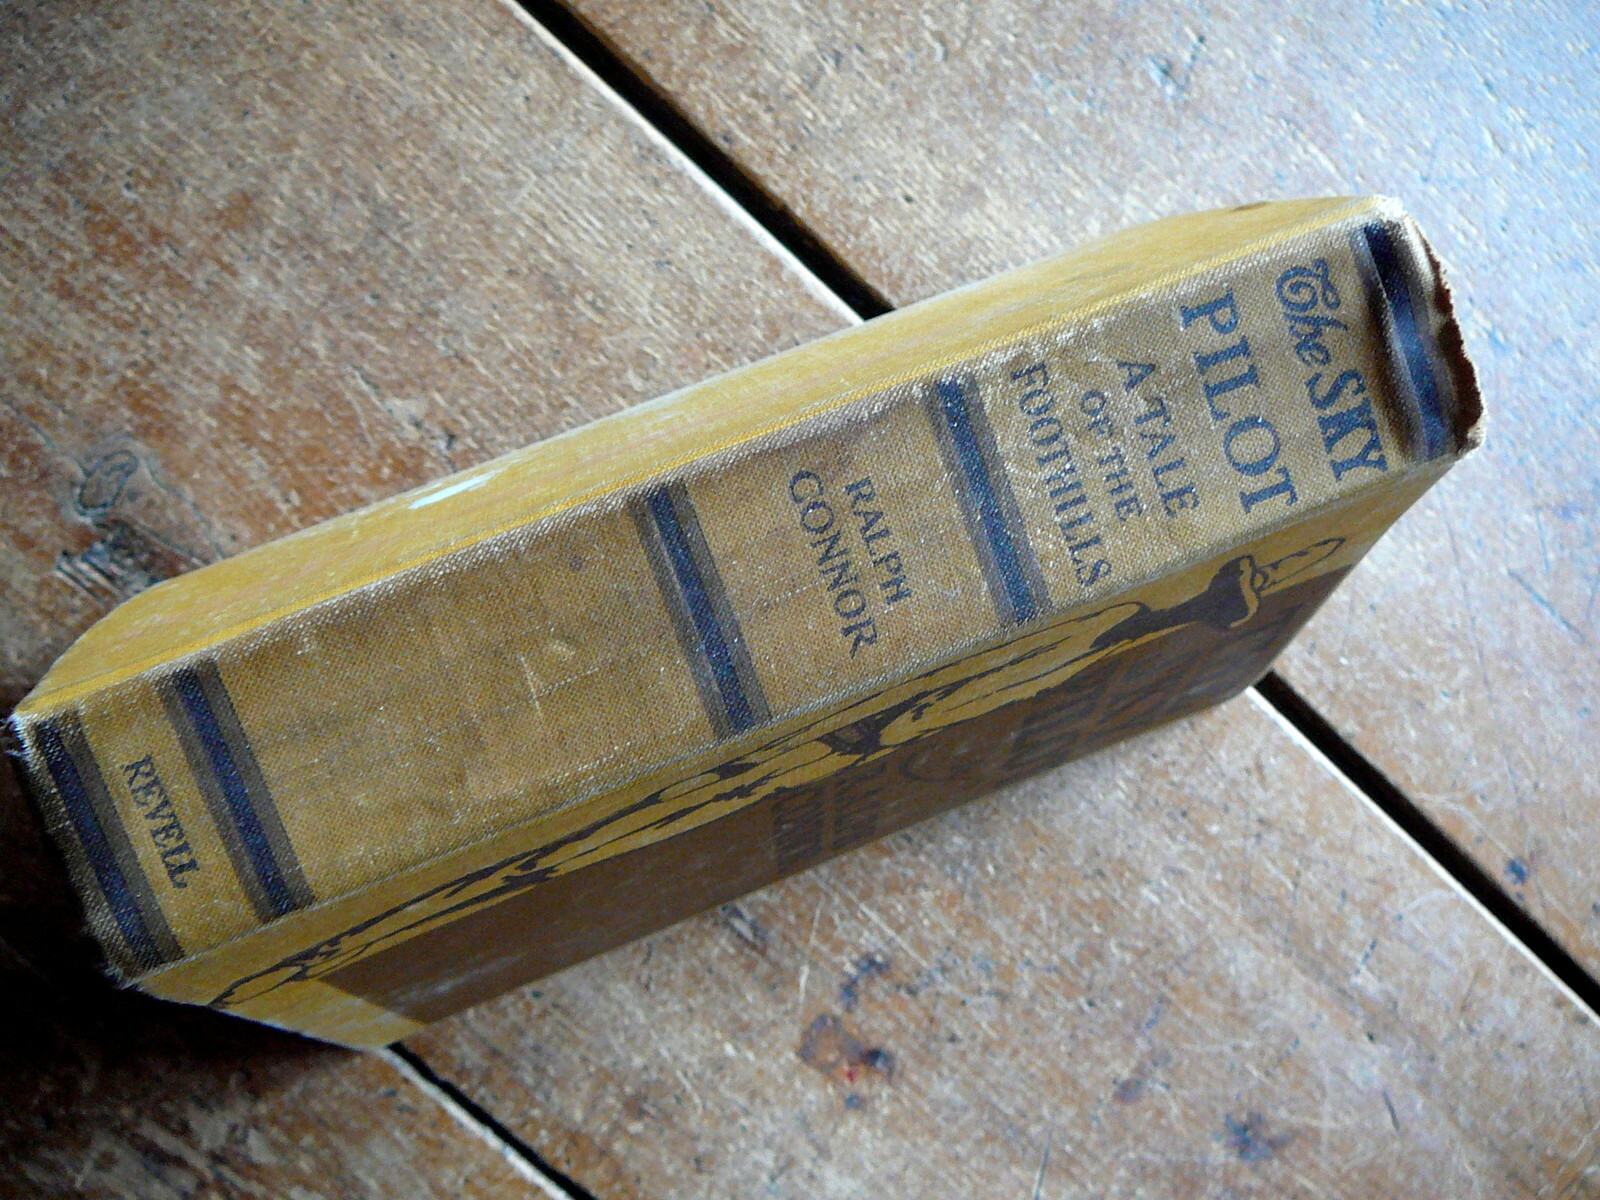 The SKY
PILOT
A TALE
OF THE
FOOTHILLS
RALPH
CONNOR
REVELL